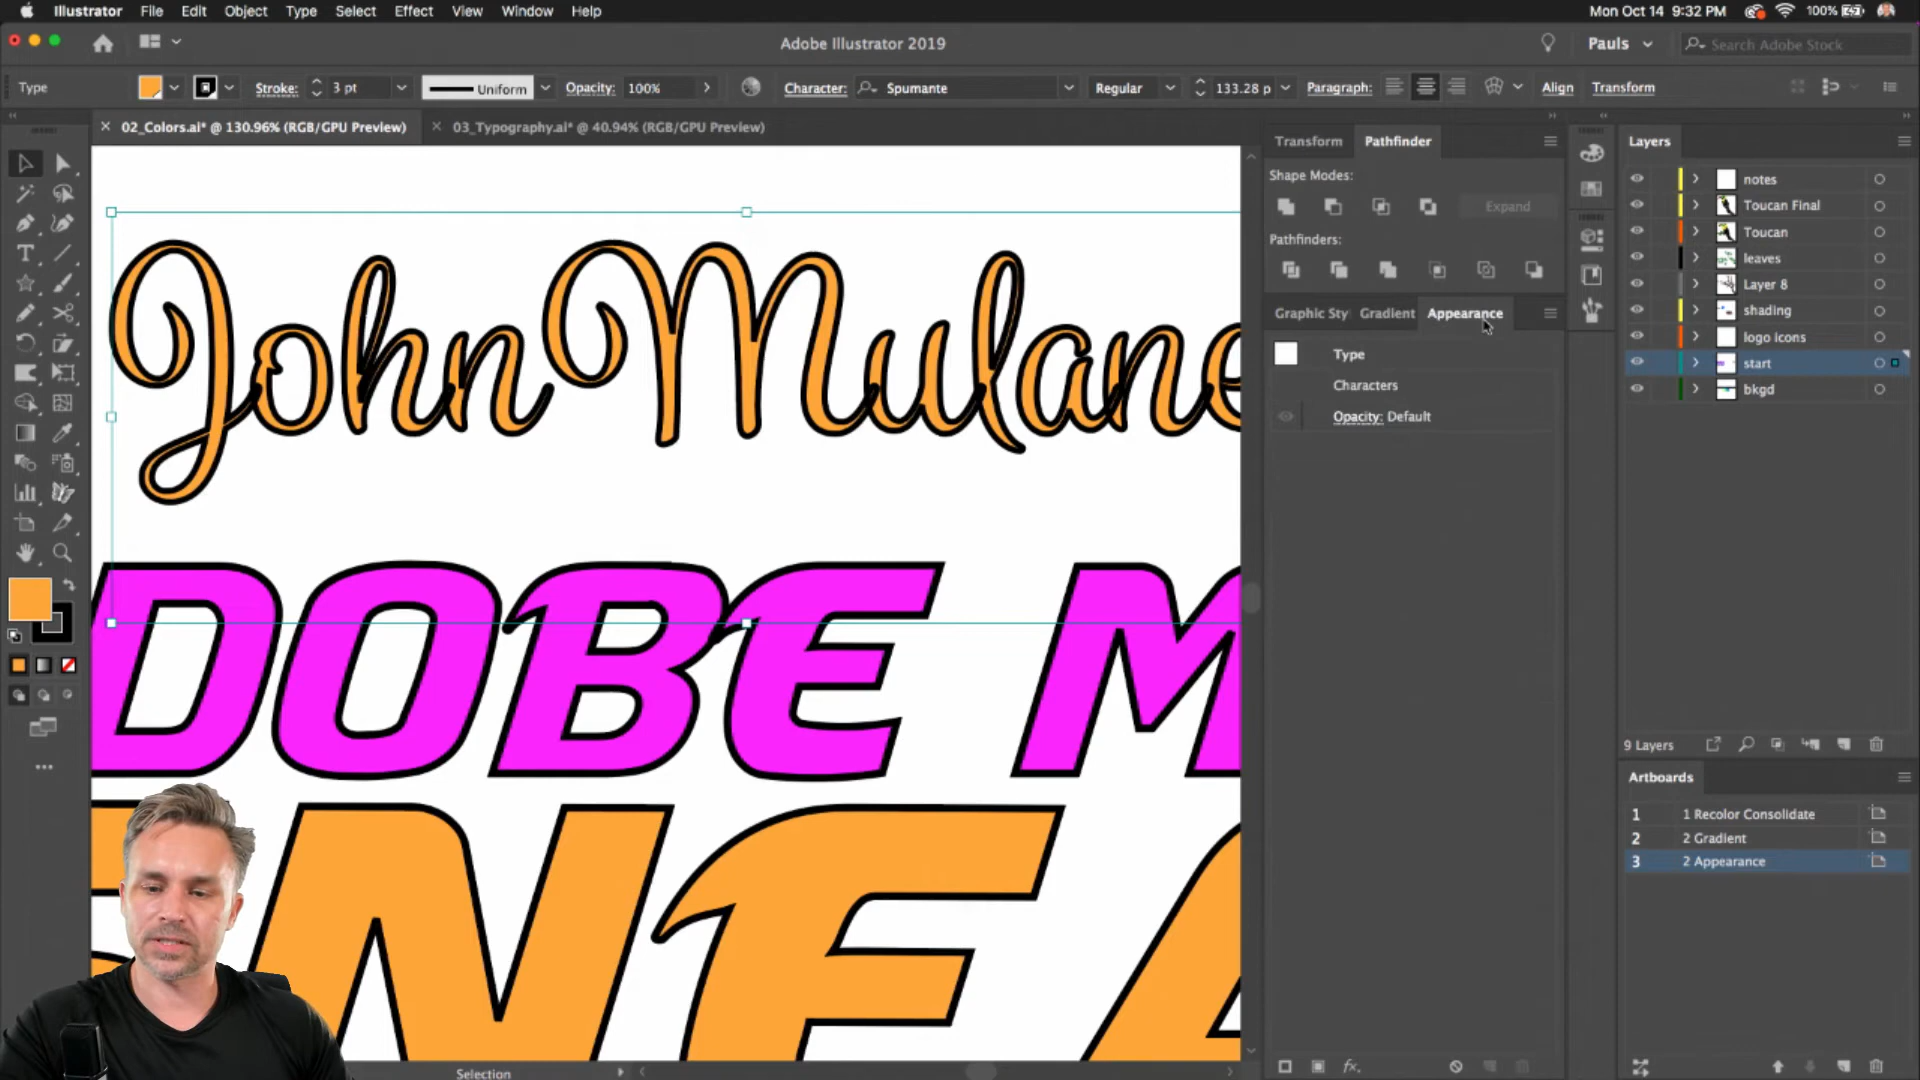 Illustrator File Edit Object Type Select Effect View Window Help
Mon Oct 14 9:32 PM 100%
Adobe Illustrator 2019
Pauls
Search Adobe Stock
Type
Stroke: 3 pt
Uniform
Opacity: 100%
Character: Spumante
Regular
133.28 p
Paragraph:
Align
Transform
02_Colors.ai* @ 130.96% (RGB/GPU Preview)
03_Typography.ai* @ 40.94% (RGB/GPU Preview)
Transform
Pathfinder
Shape Modes:
Expand
Pathfinders:
Graphic Sty
Gradient
Appearance
Type
Characters
Opacity: Default
Layers
notes
Toucan Final
Toucan
leaves
Layer 8
shading
logo icons
start
bkgd
9 Layers
Artboards
1 1 Recolor Consolidate
2 2 Gradient
3 2 Appearance
John Mulane
DOBE M
Selection